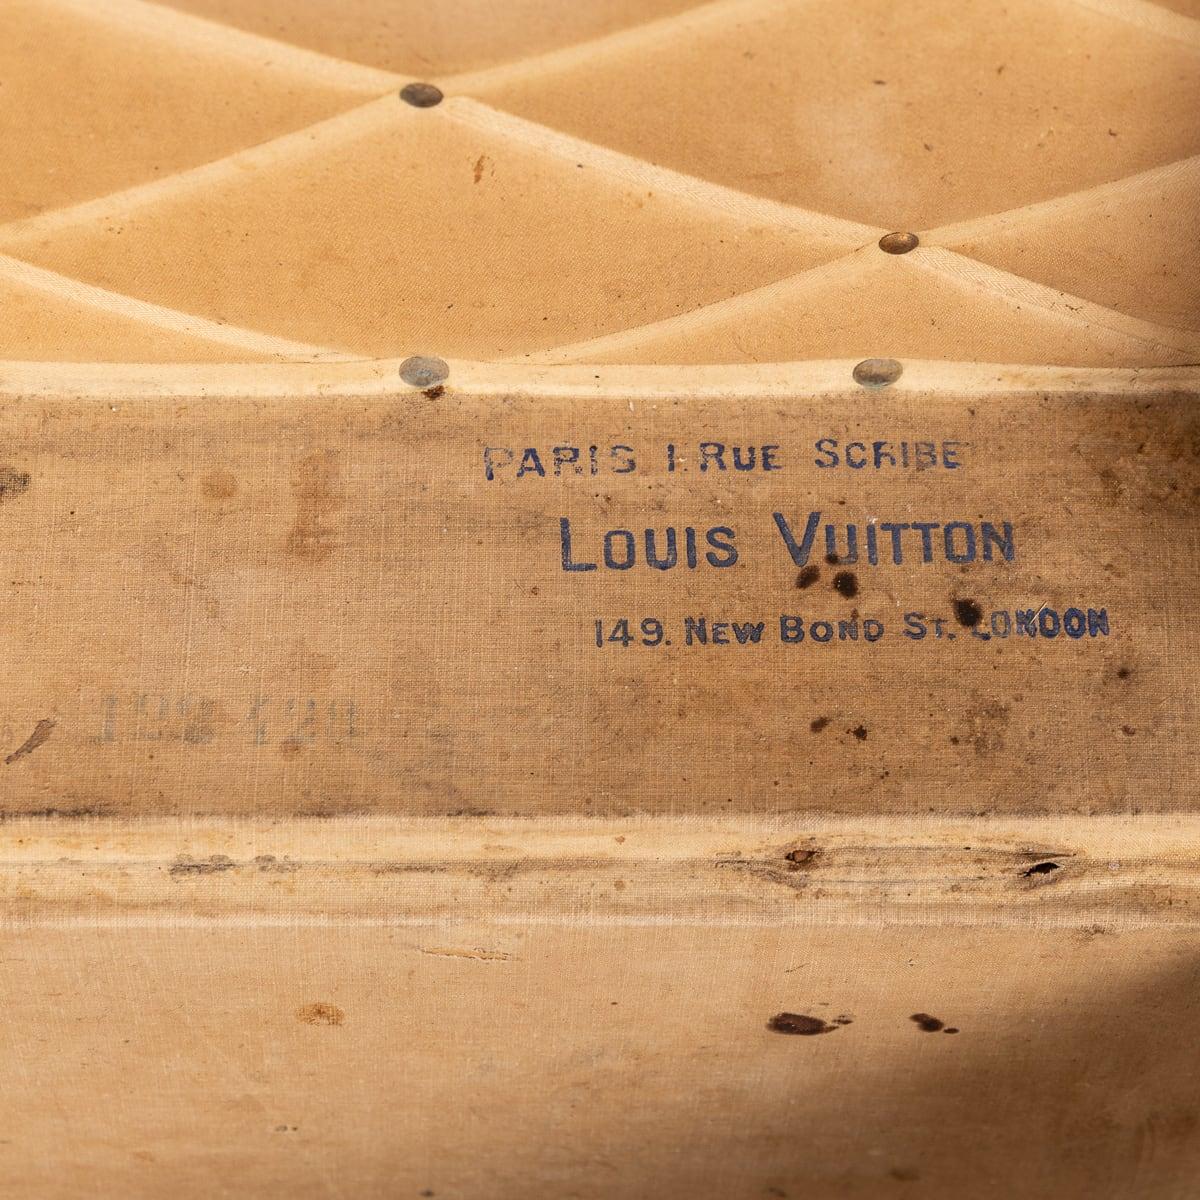 PARIS 1 RUE SCRIBE
LOUIS VUITTON
149. NEW BOND ST. LONDON